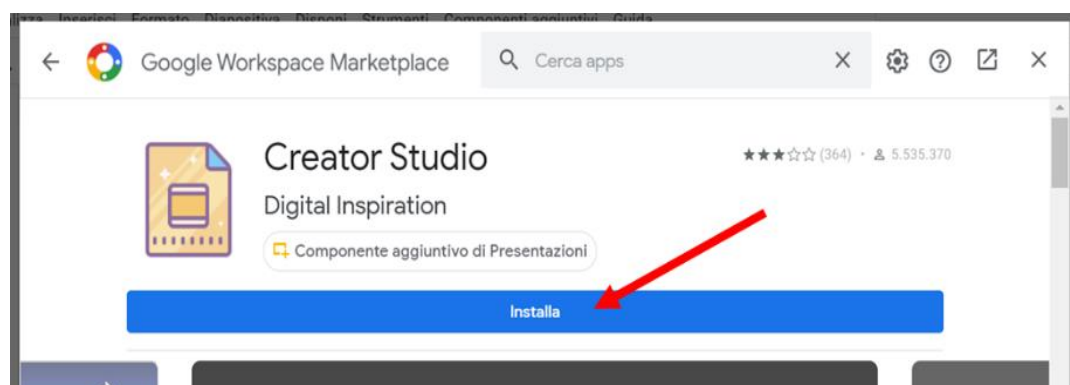 Inserisci Formato Diapositiva Disponi Strumenti Componenti aggiuntivi Guida
Google Workspace Marketplace
Cerca apps
Creator Studio
(364) · 5.535.370
Digital Inspiration
Componente aggiuntivo di Presentazioni
Installa